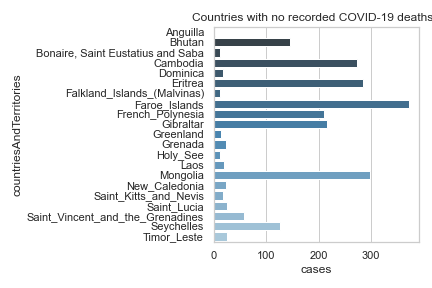 Countries with no recorded COVID-19 deaths
countriesAndTerritories
Anguilla
Bhutan
Bonaire, Saint Eustatius and Saba
Cambodia
Dominica
Eritrea
Falkland_Islands_(Malvinas)
Faroe_Islands
French_Polynesia
Gibraltar
Greenland
Grenada
Holy_See
Laos
Mongolia
New_Caledonia
Saint_Kitts_and_Nevis
Saint_Lucia
Saint_Vincent_and_the_Grenadines
Seychelles
Timor_Leste
0 100 200 300
cases